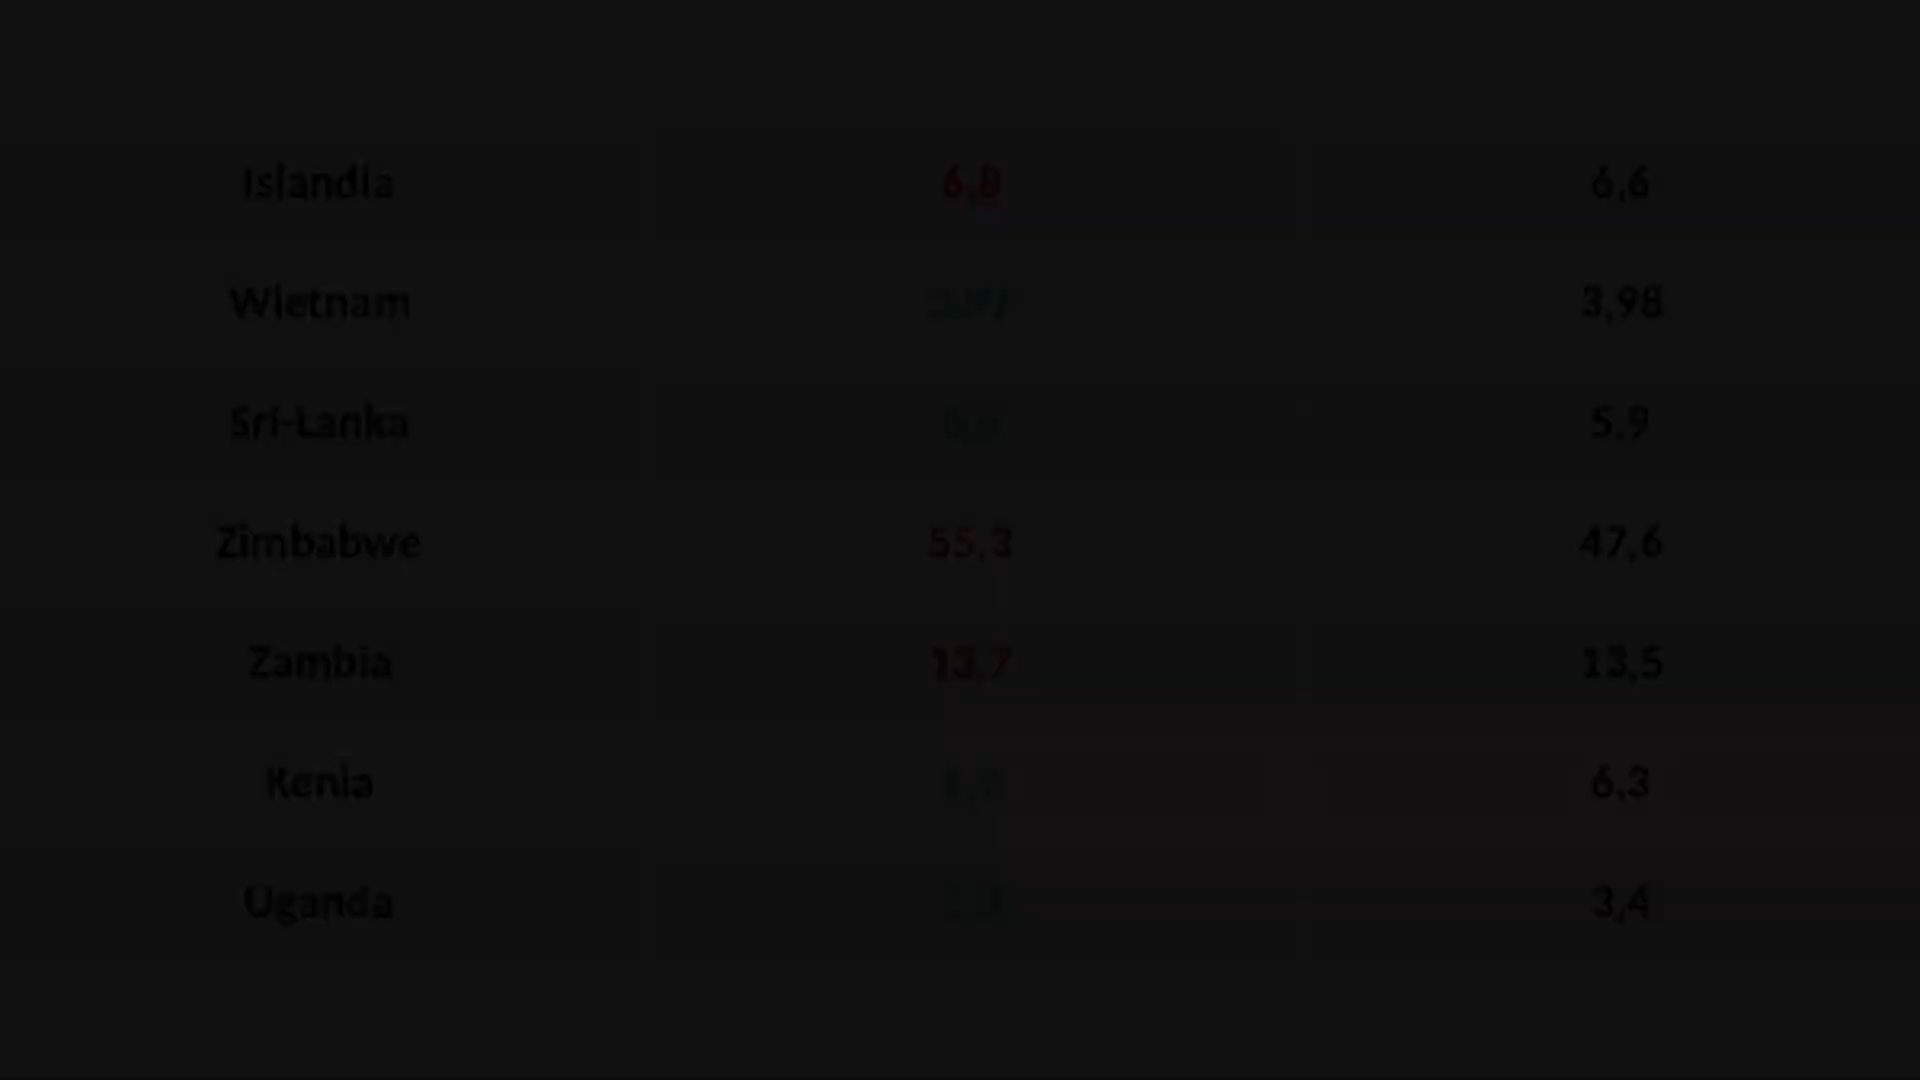 Islandia 6,8 6,6
Wietnam 3,98
Sri-Lanka 5,9
Zimbabwe 55,3 47,6
Zambia 13,7 13,5
Kenia 6,3
Uganda 3,4